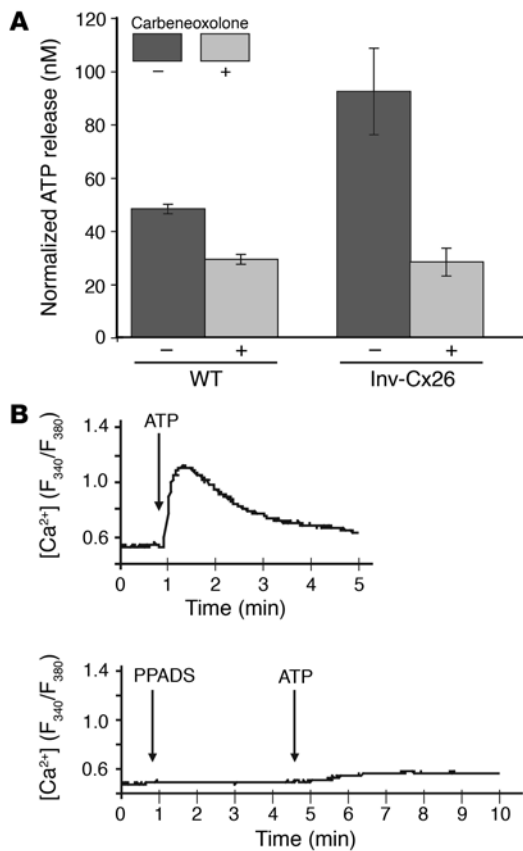 A
Carbeneoxolone
− +
Normalized ATP release (nM)
120
100
80
60
40
20
0
− + − +
WT Inv-Cx26
B
ATP
[Ca2+] (F340/F380)
1.4
1.0
0.6
0 1 2 3 4 5
Time (min)
PPADS ATP
[Ca2+] (F340/F380)
1.4
1.0
0.6
0 1 2 3 4 5 6 7 8 9 10
Time (min)